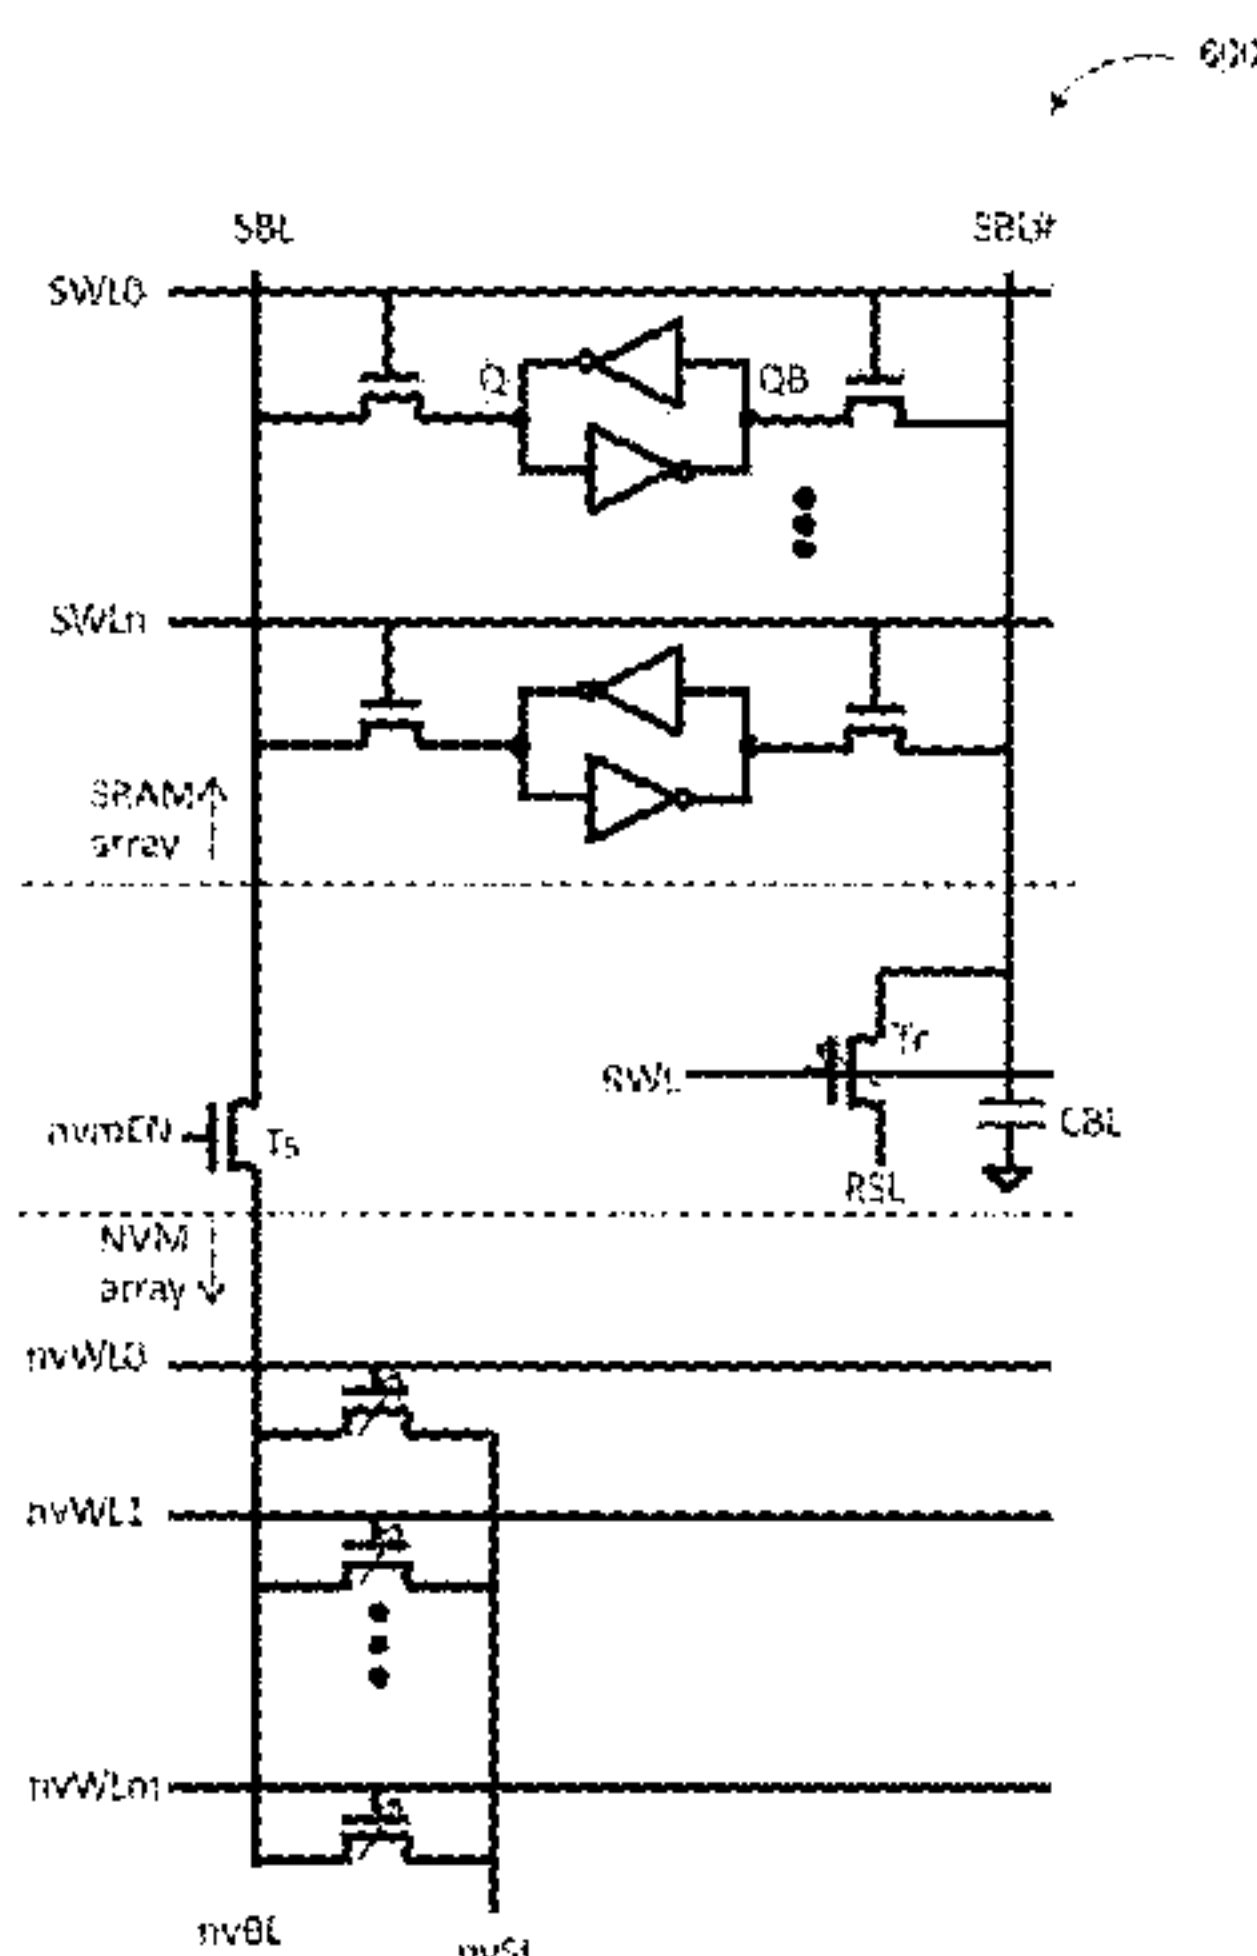 600
SBL
SBL#
SWL0
Q
QB
SWLn
SRAM
array
Tr
RWL
CBL
nvmEN
Ts
RSL
NVM
array
nvWL0
nvWL1
nvWLm
nvBL
nvSL